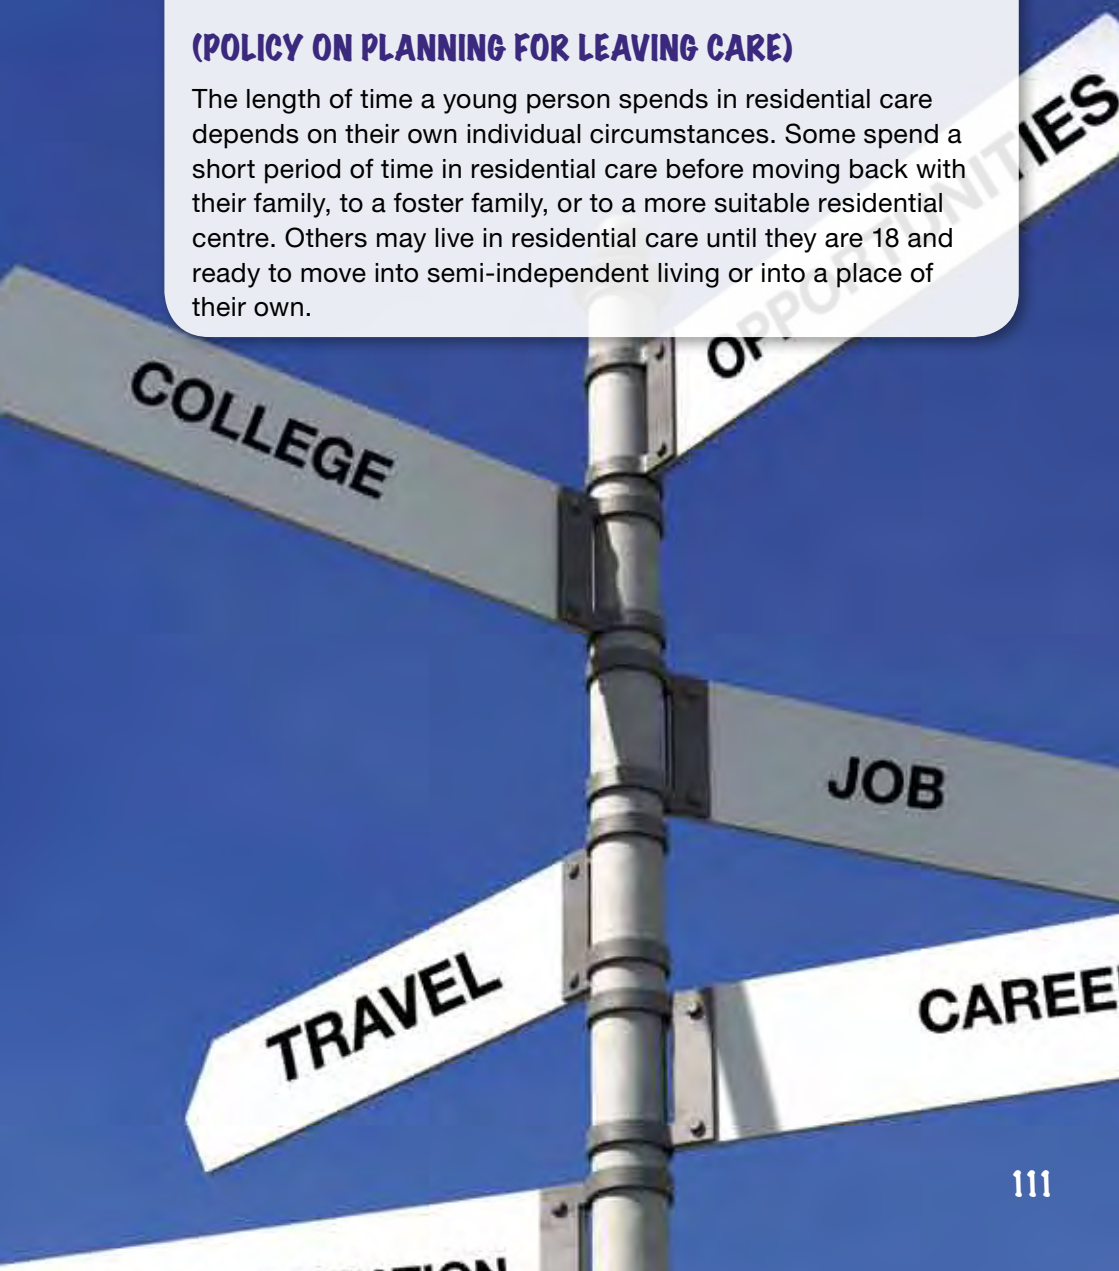 (POLICY ON PLANNING FOR LEAVING CARE)
The length of time a young person spends in residential care
depends on their own individual circumstances. Some spend a
short period of time in residential care before moving back with
their family, to a foster family, or to a more suitable residential
centre. Others may live in residential care until they are 18 and
ready to move into semi-independent living or into a place of
their own.
OPPORTUNITIES
COLLEGE
JOB
TRAVEL
111